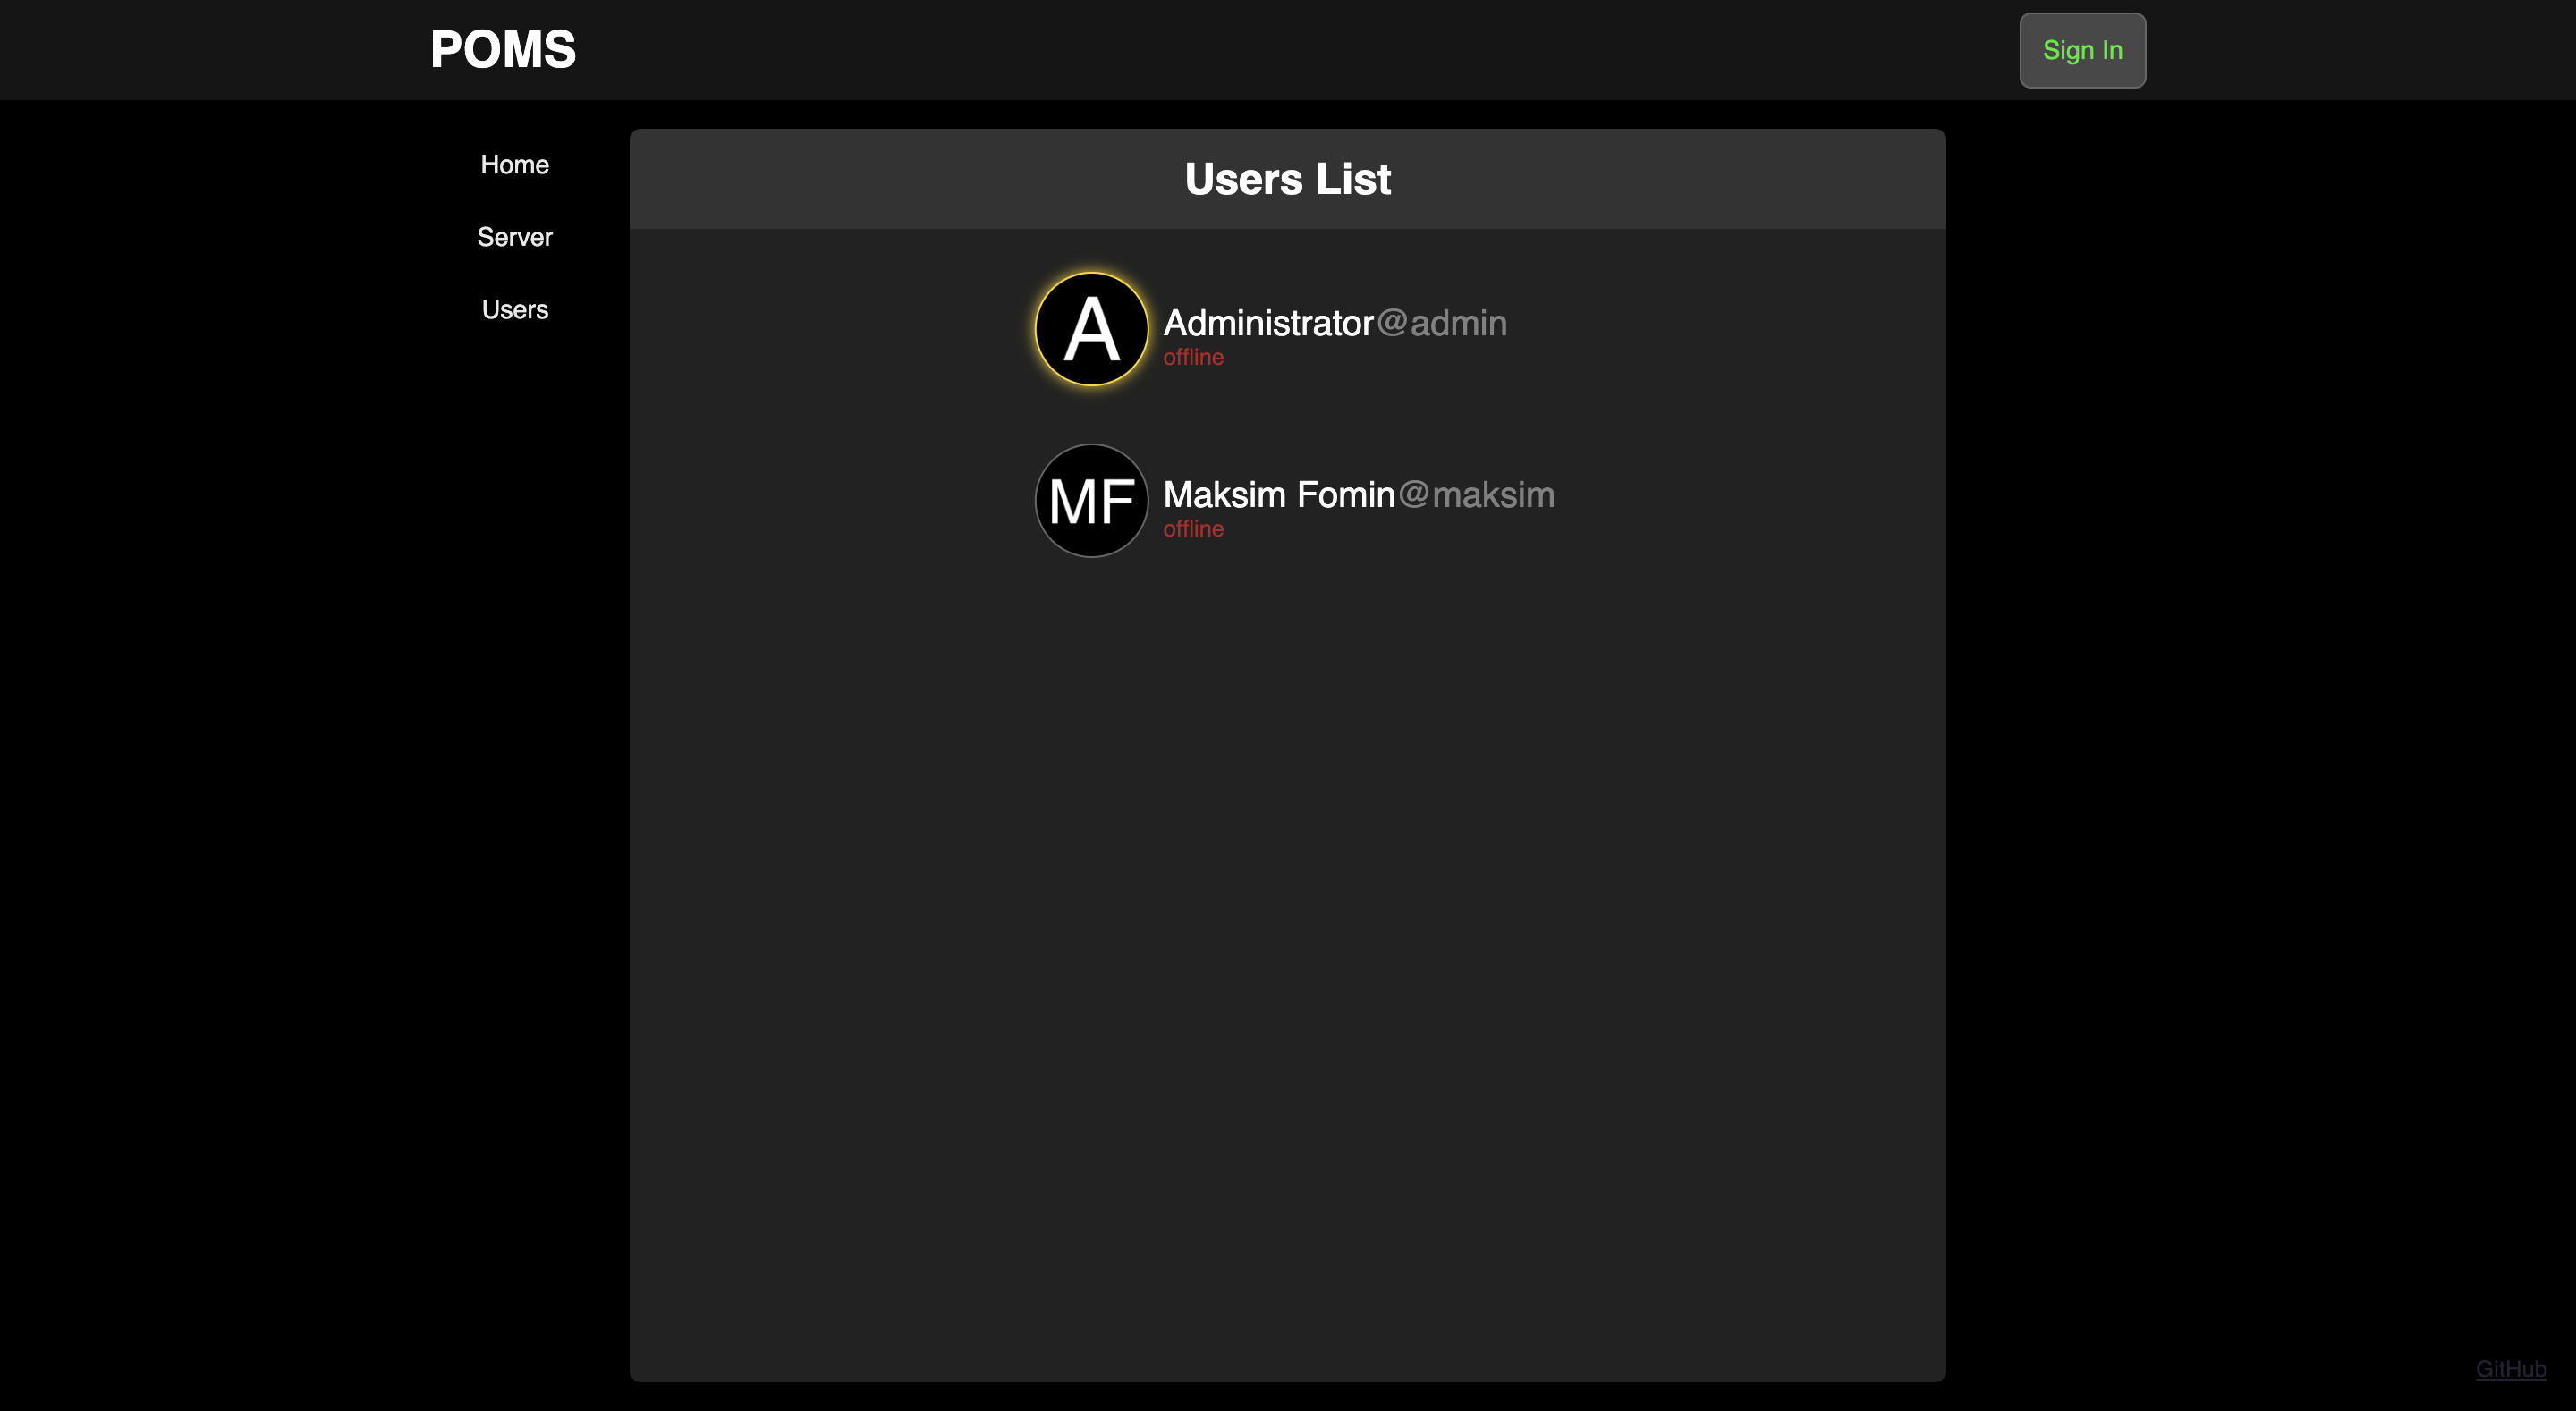 POMS
Sign In
Home
Server
Users
Users List
A
Administrator@admin
offline
MF
Maksim Fomin@maksim
offline
GitHub